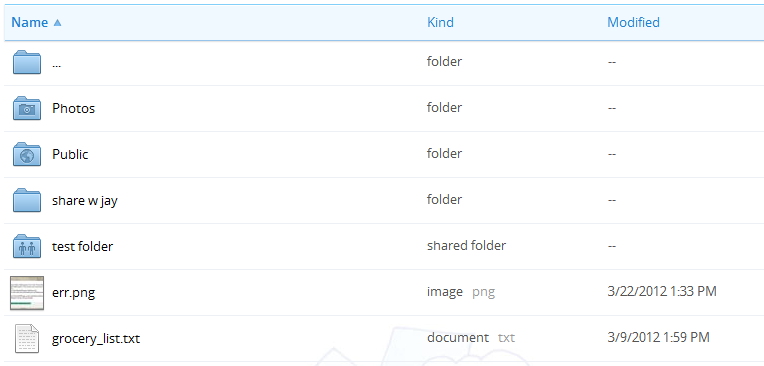 Name Kind Modified
... folder --
Photos folder --
Public folder --
share w jay folder --
test folder shared folder --
err.png image png 3/22/2012 1:33 PM
grocery_list.txt document txt 3/9/2012 1:59 PM